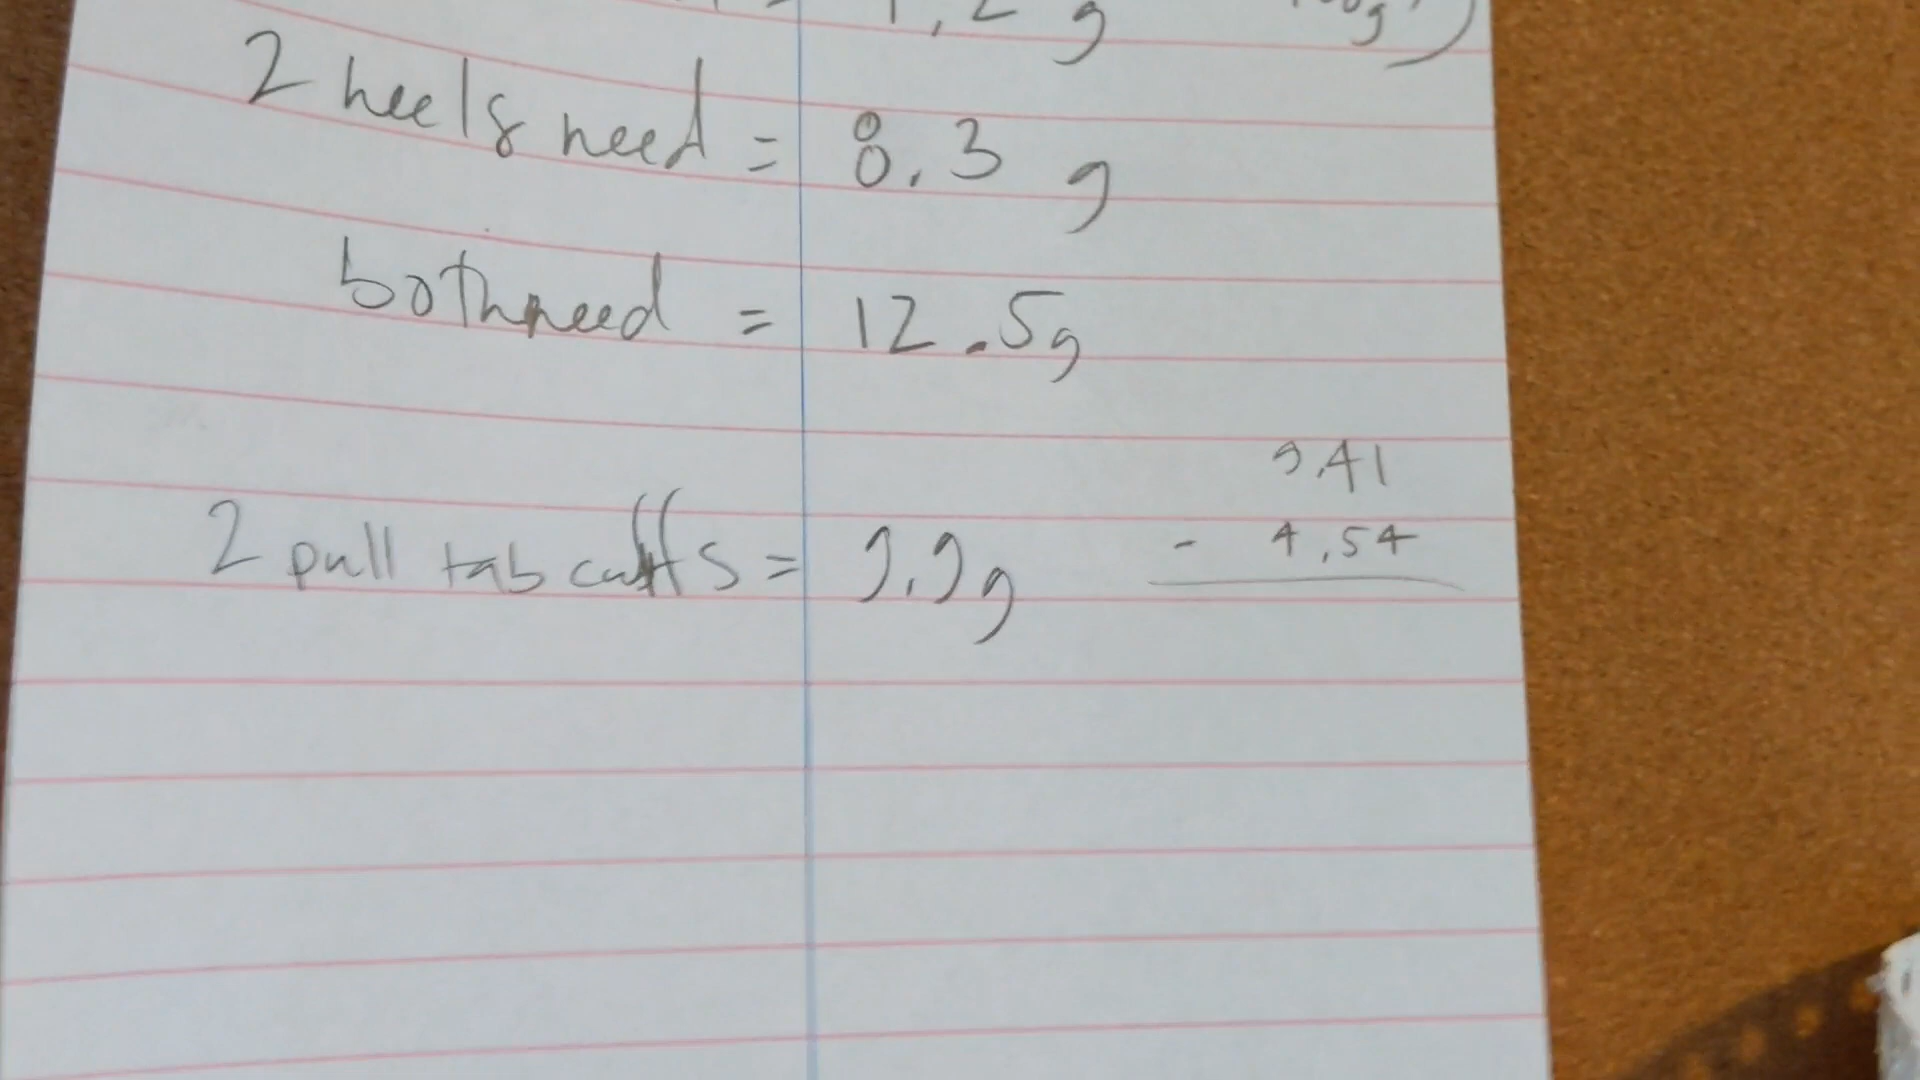 2 heels need = 8.3 g
both need = 12.5g
9.41
2 pull tab cuffs = 9.9g
- 4.54